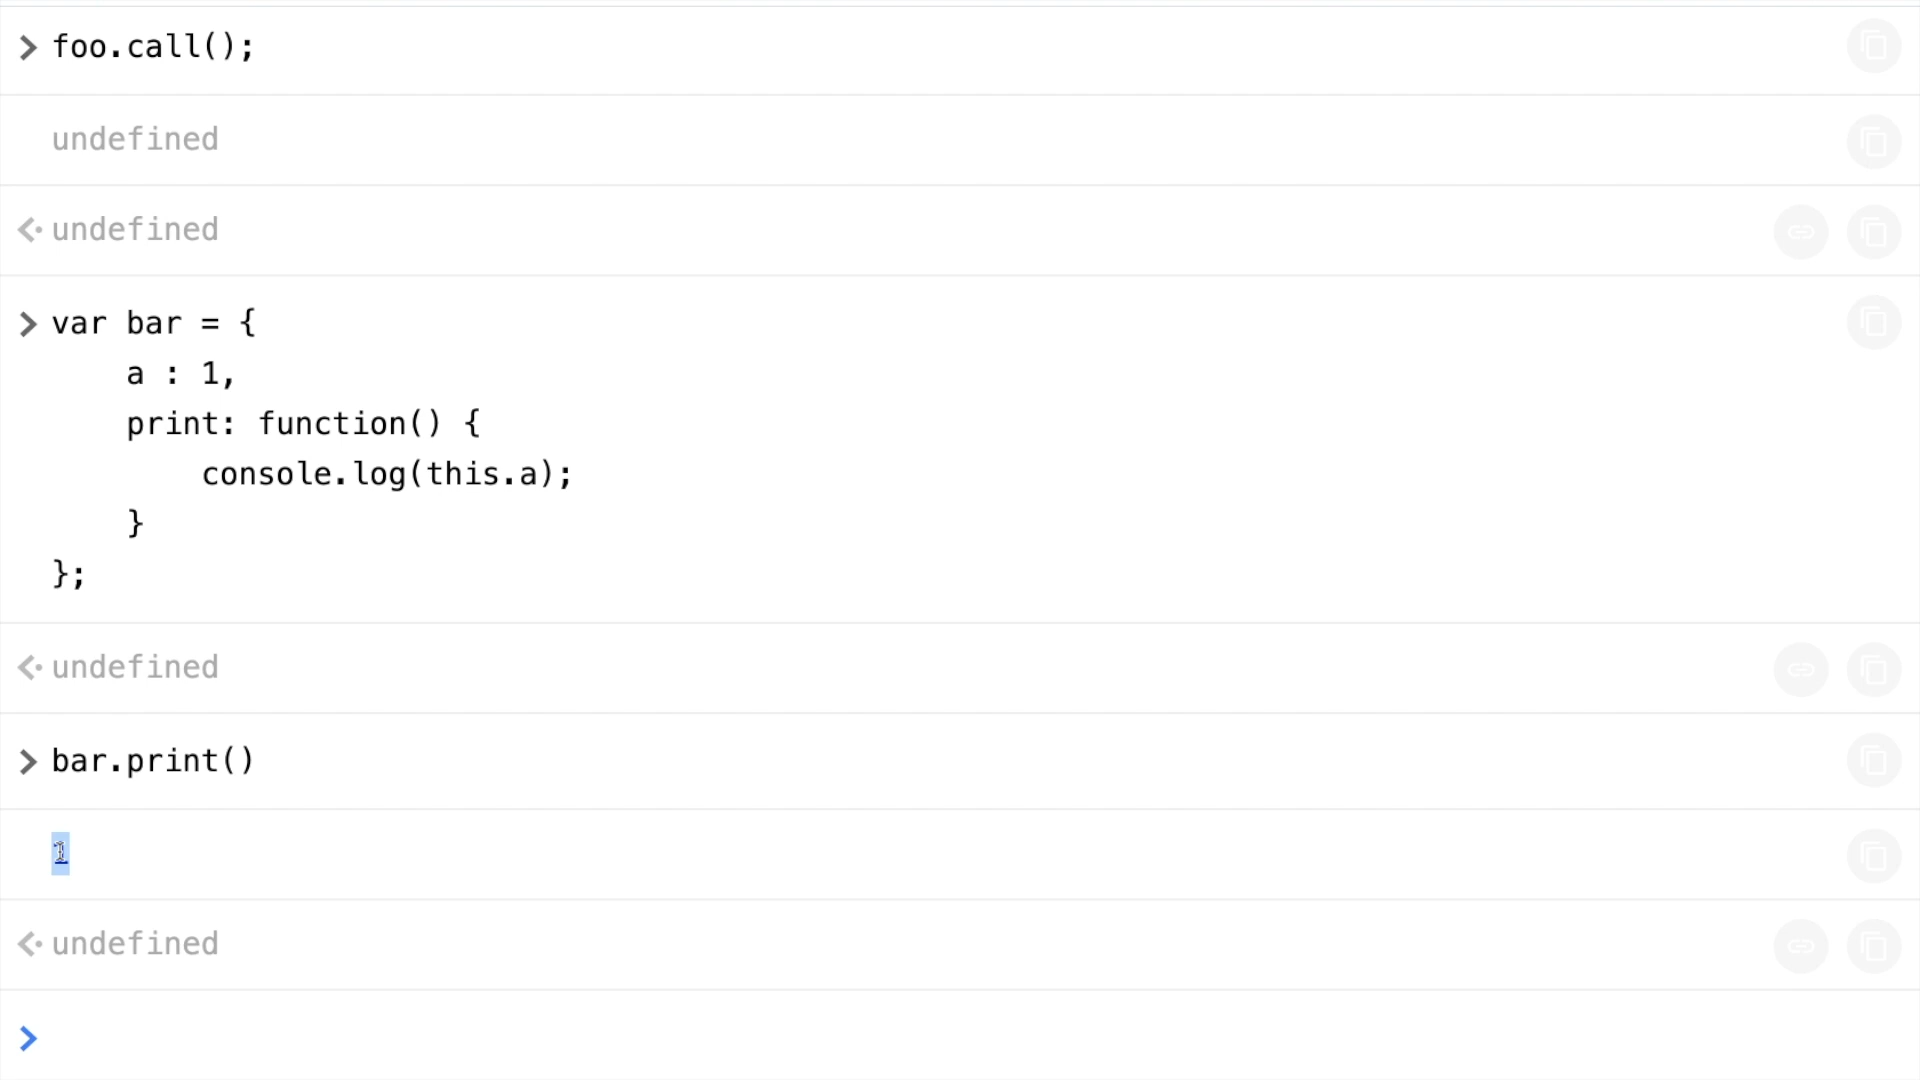 > foo.call();
undefined
<· undefined
> var bar = {
    a : 1,
    print: function() {
        console.log(this.a);
    }
};
<· undefined
> bar.print()
1
<· undefined
>